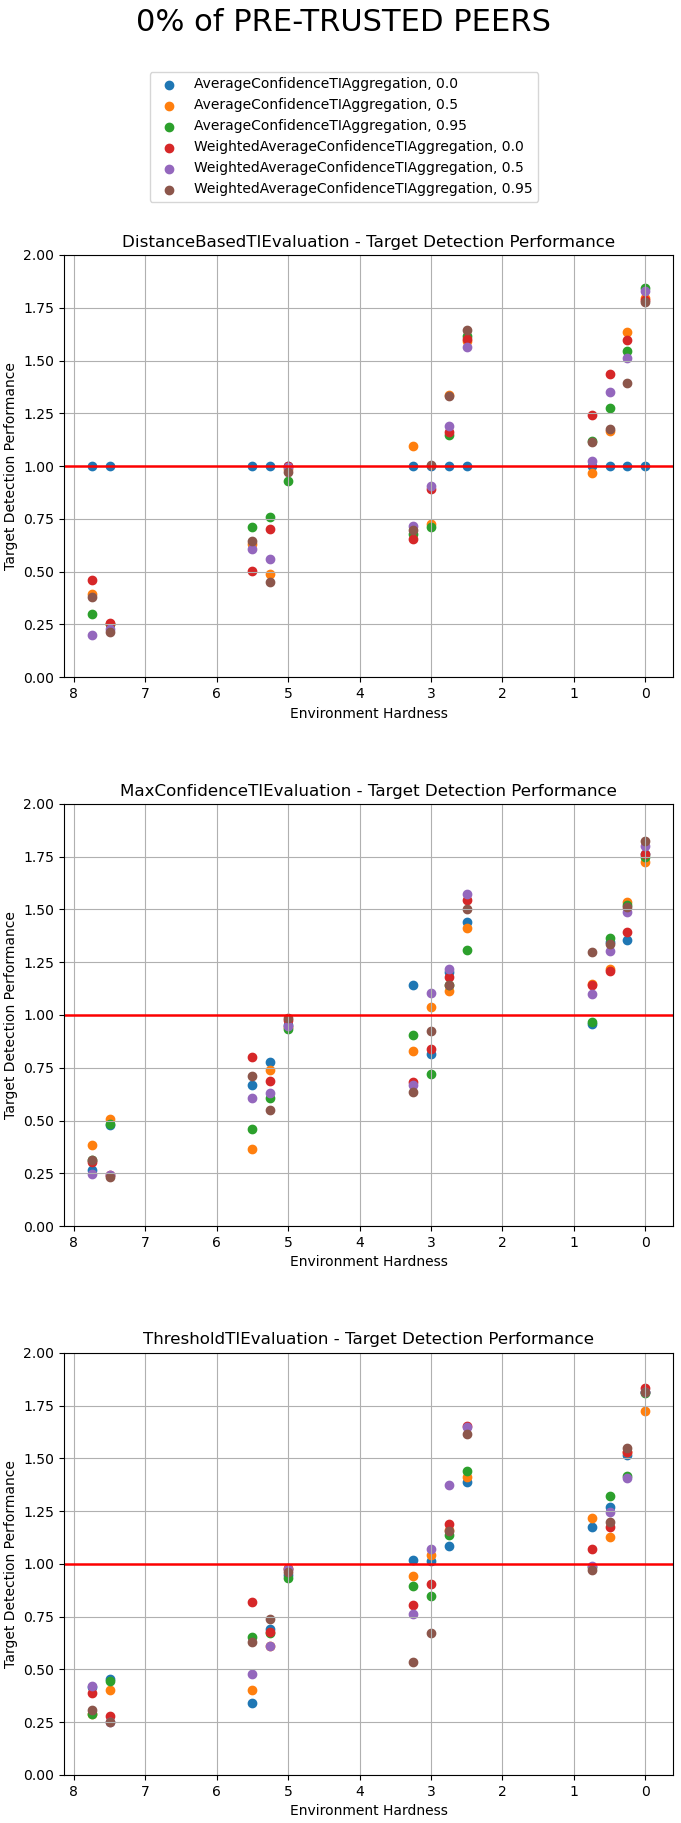 0% of PRE-TRUSTED PEERS
AverageConfidenceTIAggregation, 0.0
AverageConfidenceTIAggregation, 0.5
AverageConfidenceTIAggregation, 0.95
WeightedAverageConfidenceTIAggregation, 0.0
WeightedAverageConfidenceTIAggregation, 0.5
WeightedAverageConfidenceTIAggregation, 0.95
DistanceBasedTIEvaluation - Target Detection Performance
Target Detection Performance
2.00
1.75
1.50
1.25
1.00
0.75
0.50
0.25
0.00
8 7 6 5 4 3 2 1 0
Environment Hardness
MaxConfidenceTIEvaluation - Target Detection Performance
Target Detection Performance
2.00
1.75
1.50
1.25
1.00
0.75
0.50
0.25
0.00
8 7 6 5 4 3 2 1 0
Environment Hardness
ThresholdTIEvaluation - Target Detection Performance
Target Detection Performance
2.00
1.75
1.50
1.25
1.00
0.75
0.50
0.25
0.00
8 7 6 5 4 3 2 1 0
Environment Hardness